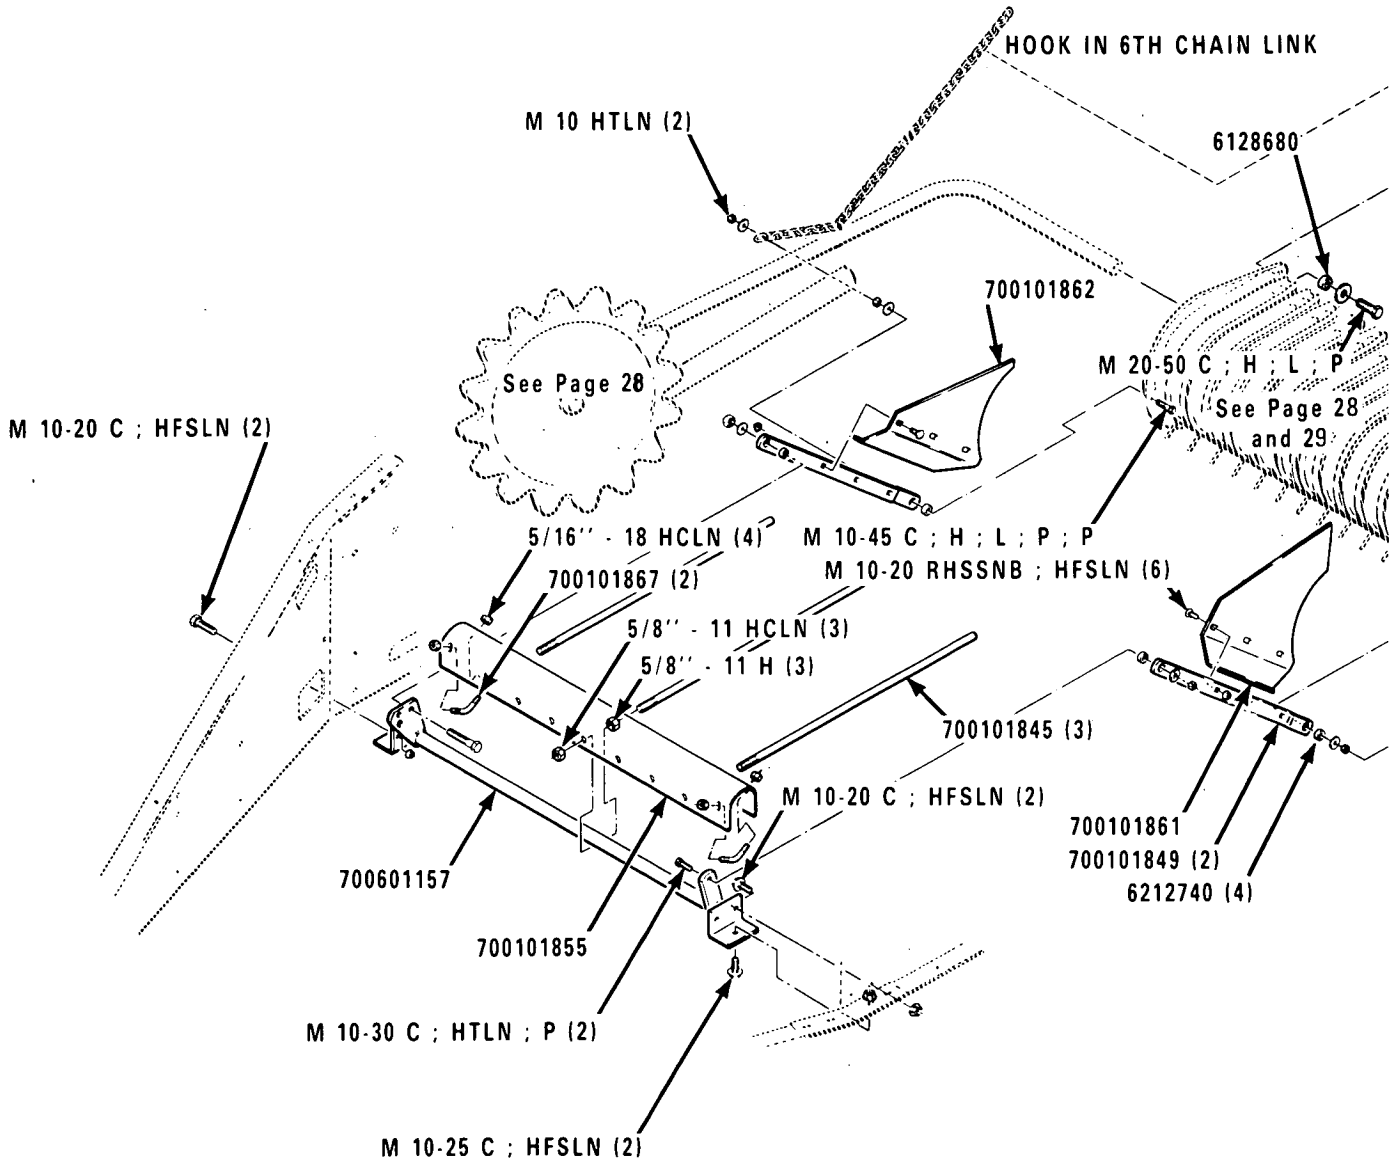 HOOK IN 6TH CHAIN LINK
M 10 HTLN (2)
6128680
700101862
M 20-50 C ; H ; L ; P
See Page 28
See Page 28
and 29
M 10-20 C ; HFSLN (2)
5/16'' - 18 HCLN (4)
M 10-45 C ; H ; L ; P ; P
700101867 (2)
M 10-20 RHSSNB ; HFSLN (6)
5/8'' - 11 HCLN (3)
5/8'' - 11 H (3)
700101845 (3)
M 10-20 C ; HFSLN (2)
700101861
700101849 (2)
6212740 (4)
700601157
700101855
M 10-30 C ; HTLN ; P (2)
M 10-25 C ; HFSLN (2)